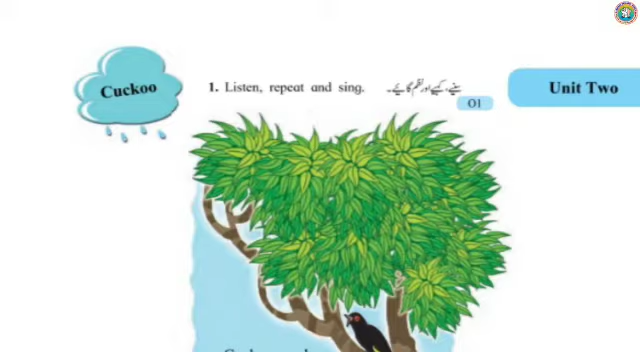 Cuckoo
1. Listen, repeat and sing. سنیے، کہیے اور نظم گائیے۔
01
Unit Two